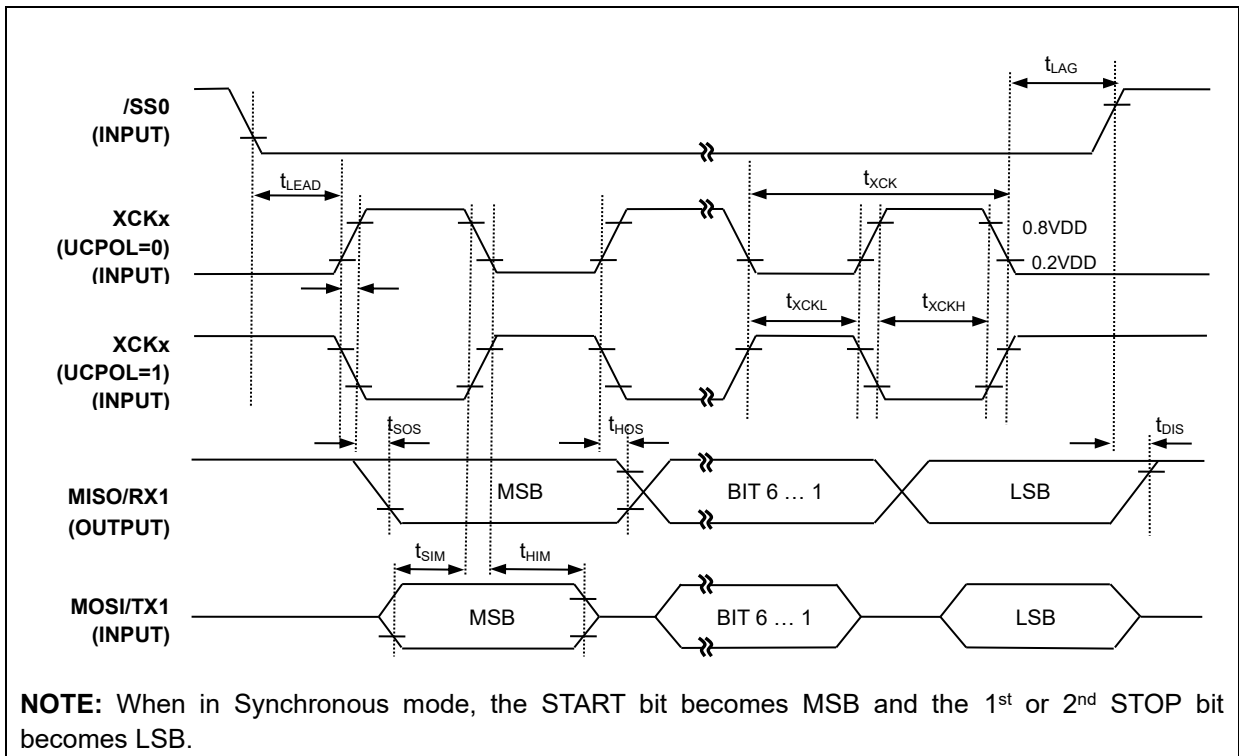 tLAG
/SS0
(INPUT)
tLEAD
tXCK
XCKx
(UCPOL=0)
(INPUT)
0.8VDD
0.2VDD
tXCKL
tXCKH
XCKx
(UCPOL=1)
(INPUT)
tSOS
tHOS
tDIS
MISO/RX1
(OUTPUT)
MSB
BIT 6 … 1
LSB
tSIM
tHIM
MOSI/TX1
(INPUT)
MSB
BIT 6 … 1
LSB
NOTE: When in Synchronous mode, the START bit becomes MSB and the 1st or 2nd STOP bit
becomes LSB.